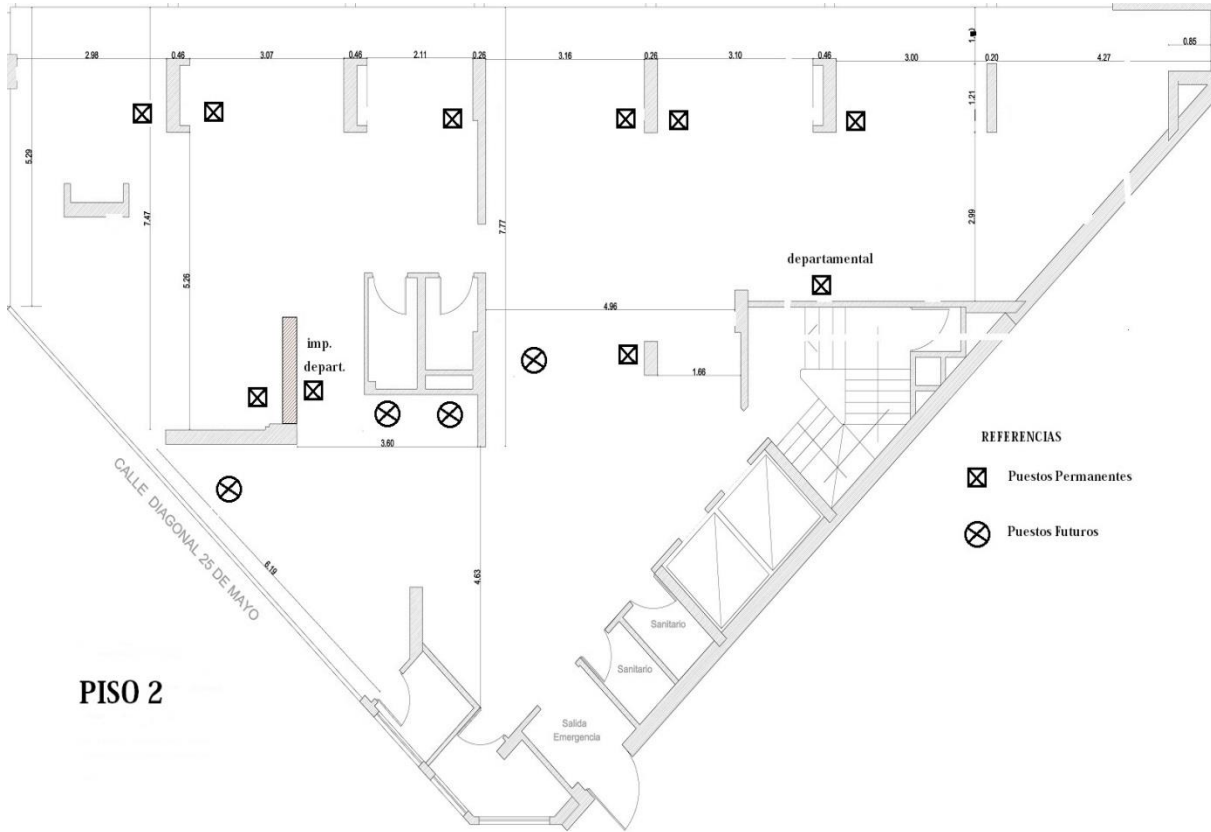 2.98
0.46
3.07
0.46
2.11
0.25
3.16
0.26
3.10
0.46
3.00
0.20
4.27
0.85
1.21
5.29
7.47
5.26
7.77
2.99
departamental
4.96
imp.
depart.
1.66
3.60
REFERENCIAS
Puestos Permanentes
Puestos Futuros
CALLE DIAGONAL 25 DE MAYO
6.19
4.63
Sanitario
Sanitario
PISO 2
Salida
Emergencia